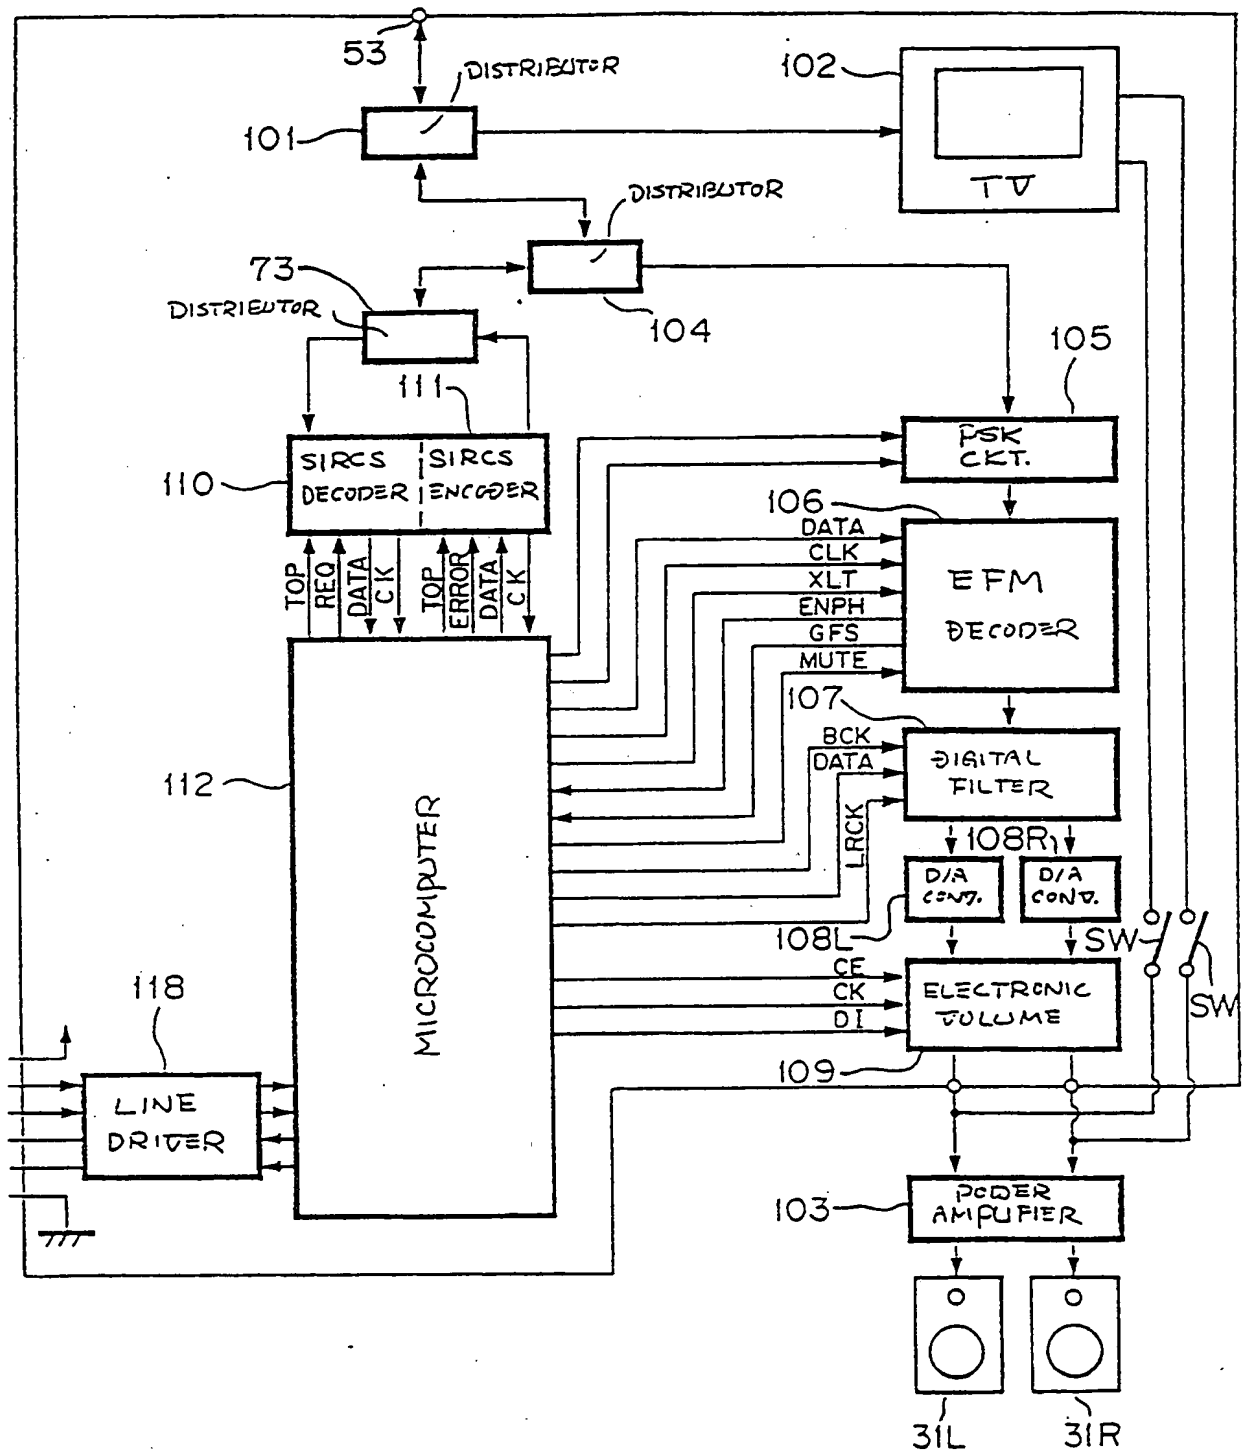 53
DISTRIBUTOR
101
102
TV
DISTRIBUTOR
73
DISTRIBUTOR
104
105
111
PSK
CKT.
110
SIRCS
DECODER
SIRCS
ENCODER
106
TOP
REQ
DATA
CK
TOP
ERROR
DATA
CK
DATA
CLK
XLT
ENPH
GFS
MUTE
EFM
DECODER
107
BCK
DATA
LRCK
DIGITAL
FILTER
112
MICROCOMPUTER
108R
D/A
CONV.
D/A
CONV.
108L
SW
SW
CE
CK
DI
ELECTRONIC
VOLUME
118
109
LINE
DRIVER
103
POWER
AMPLIFIER
31L
31R